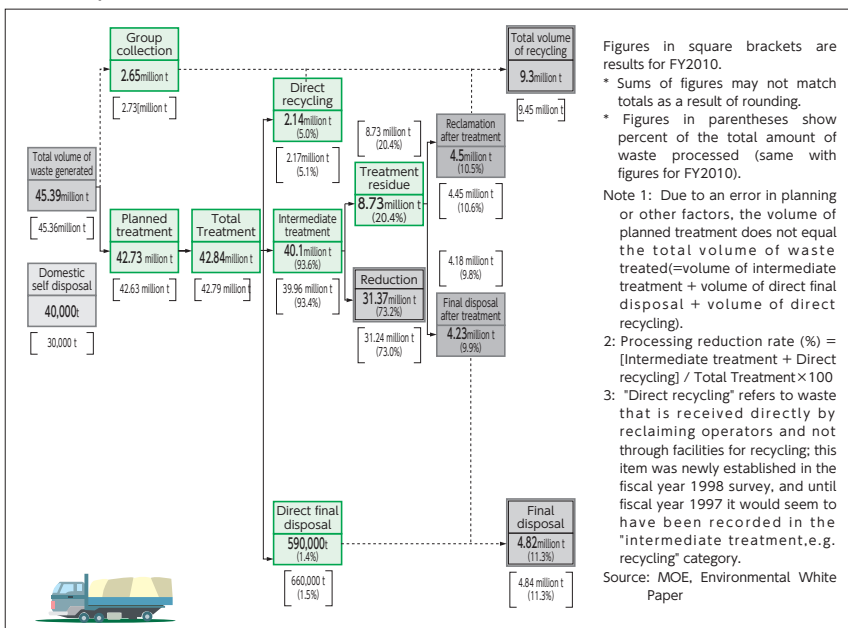 Group
collection
2.65million t
2.73[million t
Total volume
of recycling
9.3million t
9.45 million t
Direct
recycling
2.14million t
(5.0%)
2.17million t
(5.1%)
8.73 million t
(20.4%)
Reclamation
after treatment
4.5million t
(10.5%)
4.45 million t
(10.6%)
Total volume of
waste generated
45.39million t
45.36million t
Treatment
residue
8.73million t
(20.4%)
Planned
treatment
42.73 million t
42.63 million t
Total
Treatment
42.84million t
42.79 million t
Intermediate
treatment
40.1million t
(93.6%)
39.96 million t
(93.4%)
Reduction
31.37million t
(73.2%)
31.24 million t
(73.0%)
4.18 million t
(9.8%)
Final disposal
after treatment
4.23million t
(9.9%)
Domestic
self disposal
40,000t
30,000 t
Direct final
disposal
590,000t
(1.4%)
660,000 t
(1.5%)
Final
disposal
4.82million t
(11.3%)
4.84 million t
(11.3%)
Figures in square brackets are
results for FY2010.
* Sums of figures may not match
totals as a result of rounding.
* Figures in parentheses show
percent of the total amount of
waste processed (same with
figures for FY2010).
Note 1: Due to an error in planning
or other factors, the volume of
planned treatment does not equal
the total volume of waste
treated(=volume of intermediate
treatment + volume of direct final
disposal + volume of direct
recycling).
2: Processing reduction rate (%) =
[Intermediate treatment + Direct
recycling] / Total Treatment×100
3: "Direct recycling" refers to waste
that is received directly by
reclaiming operators and not
through facilities for recycling; this
item was newly established in the
fiscal year 1998 survey, and until
fiscal year 1997 it would seem to
have been recorded in the
"intermediate treatment,e.g.
recycling" category.
Source: MOE, Environmental White
Paper